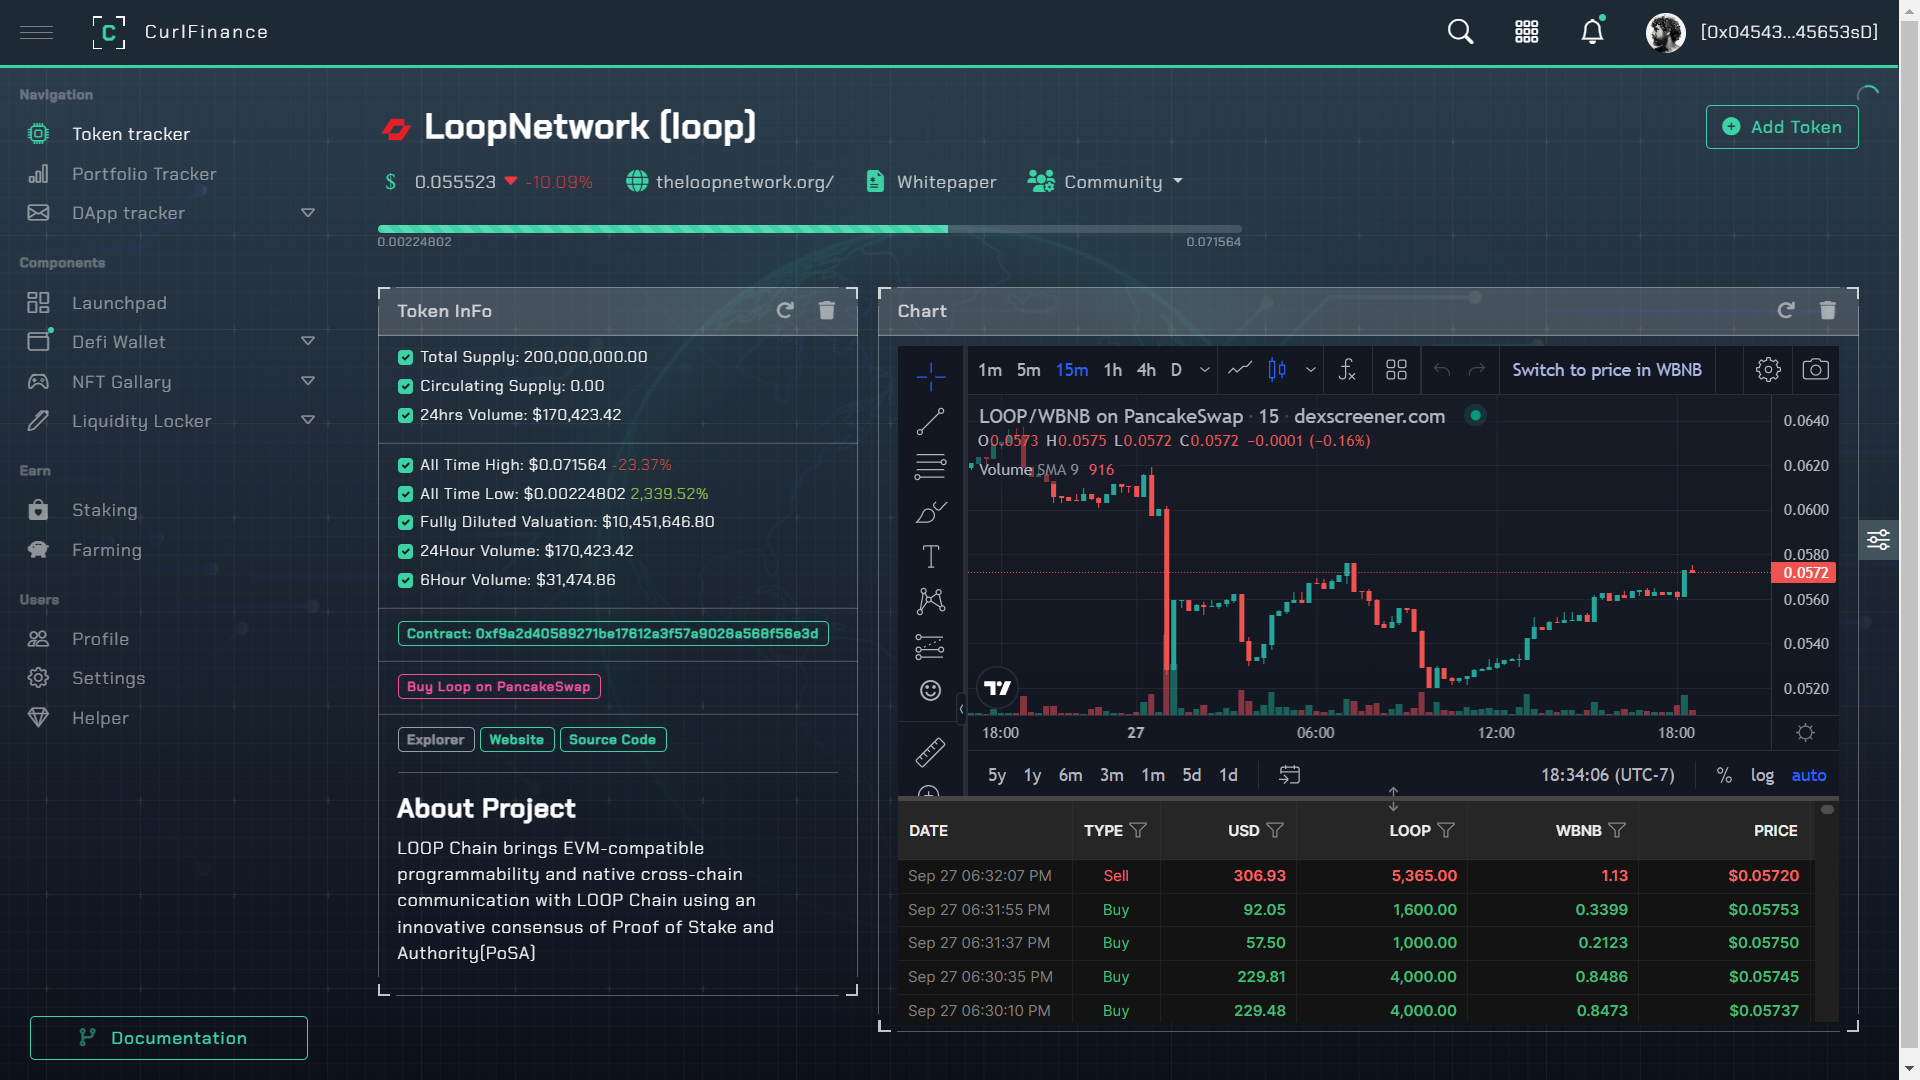 C CurlFinance
[0x04543...45653sD]
Navigation
Token tracker
Portfolio Tracker
DApp tracker
Components
Launchpad
Defi Wallet
NFT Gallary
Liquidity Locker
Earn
Staking
Farming
Users
Profile
Settings
Helper
Documentation
LoopNetwork (loop)
Add Token
$ 0.055523 -10.09% theloopnetwork.org/ Whitepaper Community
0.00224802 0.071564
Token InFo
Total Supply: 200,000,000.00
Circulating Supply: 0.00
24hrs Volume: $170,423.42
All Time High: $0.071564 -23.37%
All Time Low: $0.00224802 2,339.52%
Fully Diluted Valuation: $10,451,646.80
24Hour Volume: $170,423.42
6Hour Volume: $31,474.86
Contract: 0xf9a2d40589271be17612a3f57a9028a568f56e3d
Buy Loop on PancakeSwap
Explorer Website Source Code
About Project
LOOP Chain brings EVM-compatible
programmability and native cross-chain
communication with LOOP Chain using an
innovative consensus of Proof of Stake and
Authority(PoSA)
Chart
1m 5m 15m 1h 4h D Switch to price in WBNB
LOOP/WBNB on PancakeSwap · 15 · dexscreener.com
O0.0573 H0.0575 L0.0572 C0.0572 −0.0001 (−0.16%)
Volume SMA 9 916
0.0640
0.0620
0.0600
0.0580
0.0572
0.0560
0.0540
0.0520
18:00 27 06:00 12:00 18:00
5y 1y 6m 3m 1m 5d 1d 18:34:06 (UTC-7) % log auto
DATE TYPE USD LOOP WBNB PRICE
Sep 27 06:32:07 PM Sell 306.93 5,365.00 1.13 $0.05720
Sep 27 06:31:55 PM Buy 92.05 1,600.00 0.3399 $0.05753
Sep 27 06:31:37 PM Buy 57.50 1,000.00 0.2123 $0.05750
Sep 27 06:30:35 PM Buy 229.81 4,000.00 0.8486 $0.05745
Sep 27 06:30:10 PM Buy 229.48 4,000.00 0.8473 $0.05737